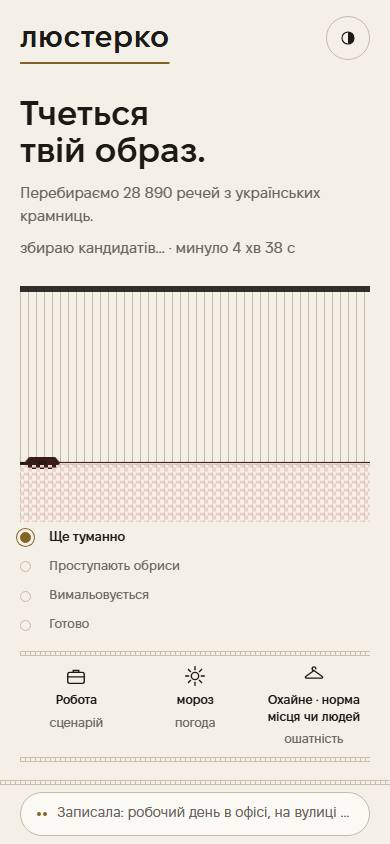 люстерко
Тчеться
твій образ.
Перебираємо 28 890 речей з українських
крамниць.
збираю кандидатів... · минуло 4 хв 38 с
Ще туманно
Проступають обриси
Вимальовується
Готово
Робота
сценарій
мороз
погода
Охайне · норма
місця чи людей
ошатність
Записала: робочий день в офісі, на вулиці ...